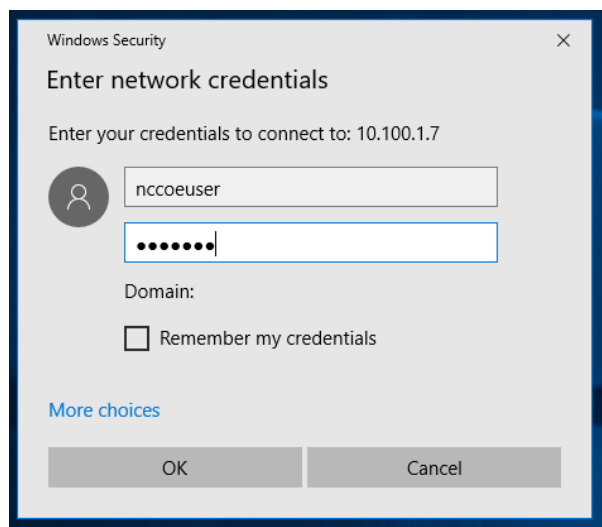 Windows Security
Enter network credentials
Enter your credentials to connect to: 10.100.1.7
nccoeuser
•••••••
Domain:
Remember my credentials
More choices
OK
Cancel